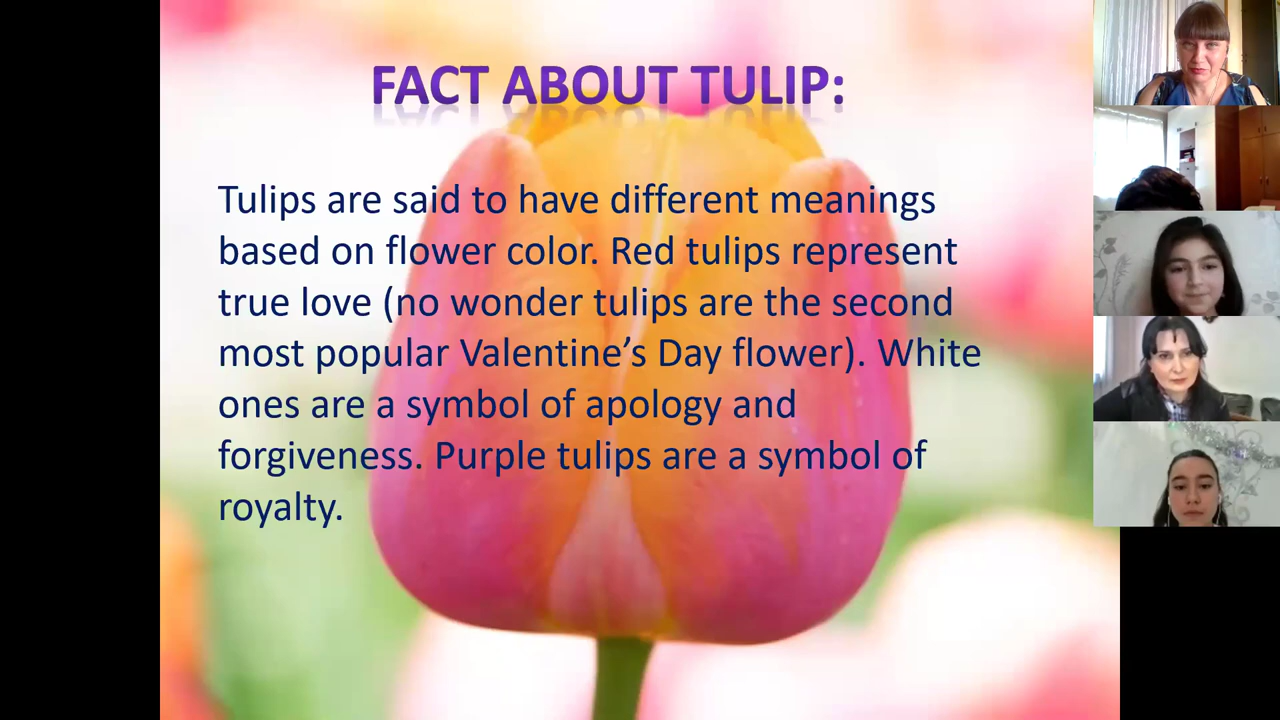 FACT ABOUT TULIP:
Tulips are said to have different meanings
based on flower color. Red tulips represent
true love (no wonder tulips are the second
most popular Valentine’s Day flower). White
ones are a symbol of apology and
forgiveness. Purple tulips are a symbol of
royalty.